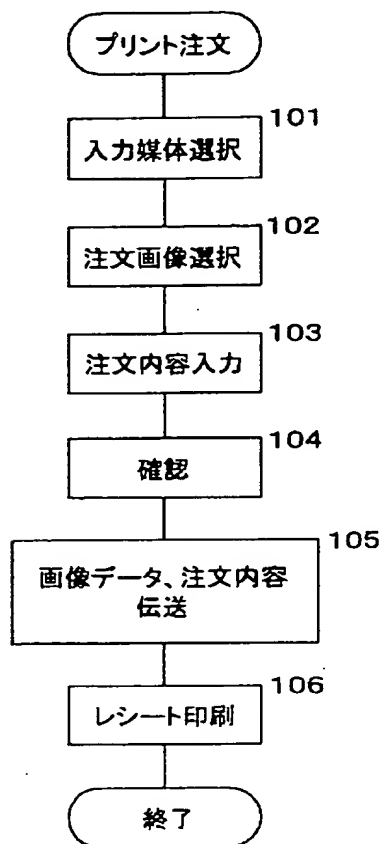 プリント注文
101
入力媒体選択
102
注文画像選択
103
注文内容入力
104
確認
105
画像データ、注文内容
伝送
106
レシート印刷
終了